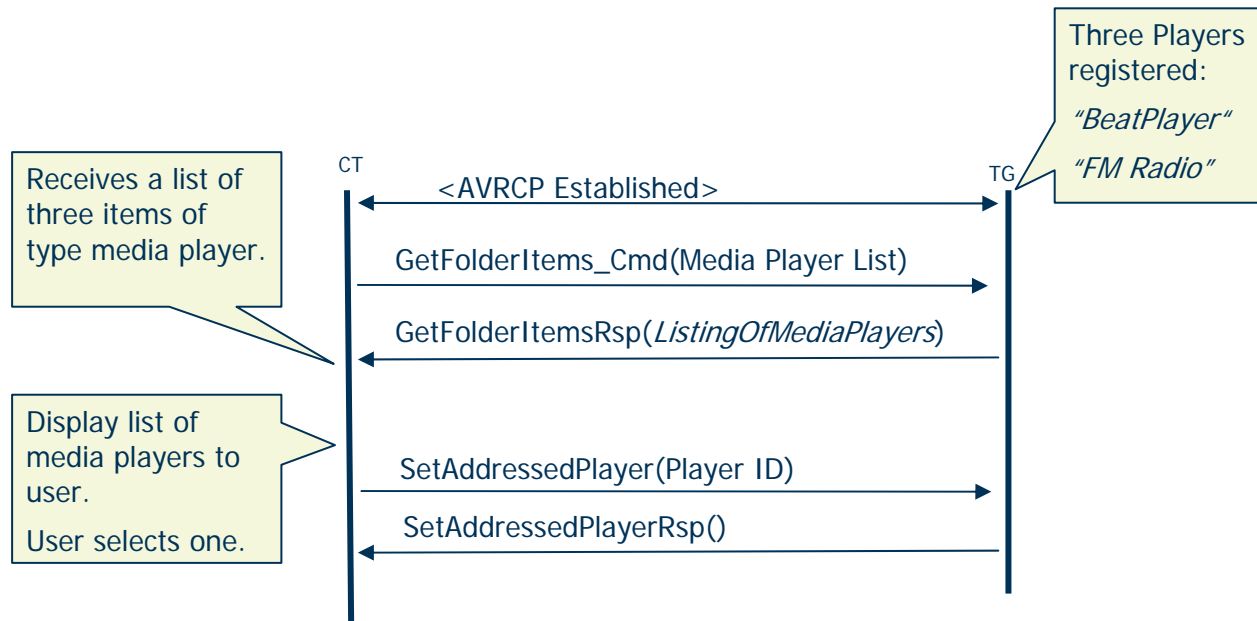 Three Players
registered:
“BeatPlayer“
“FM Radio”
CT
TG
<AVRCP Established>
Receives a list of
three items of
type media player.
GetFolderItems_Cmd(Media Player List)
GetFolderItemsRsp(ListingOfMediaPlayers)
Display list of
media players to
user.
User selects one.
SetAddressedPlayer(Player ID)
SetAddressedPlayerRsp()